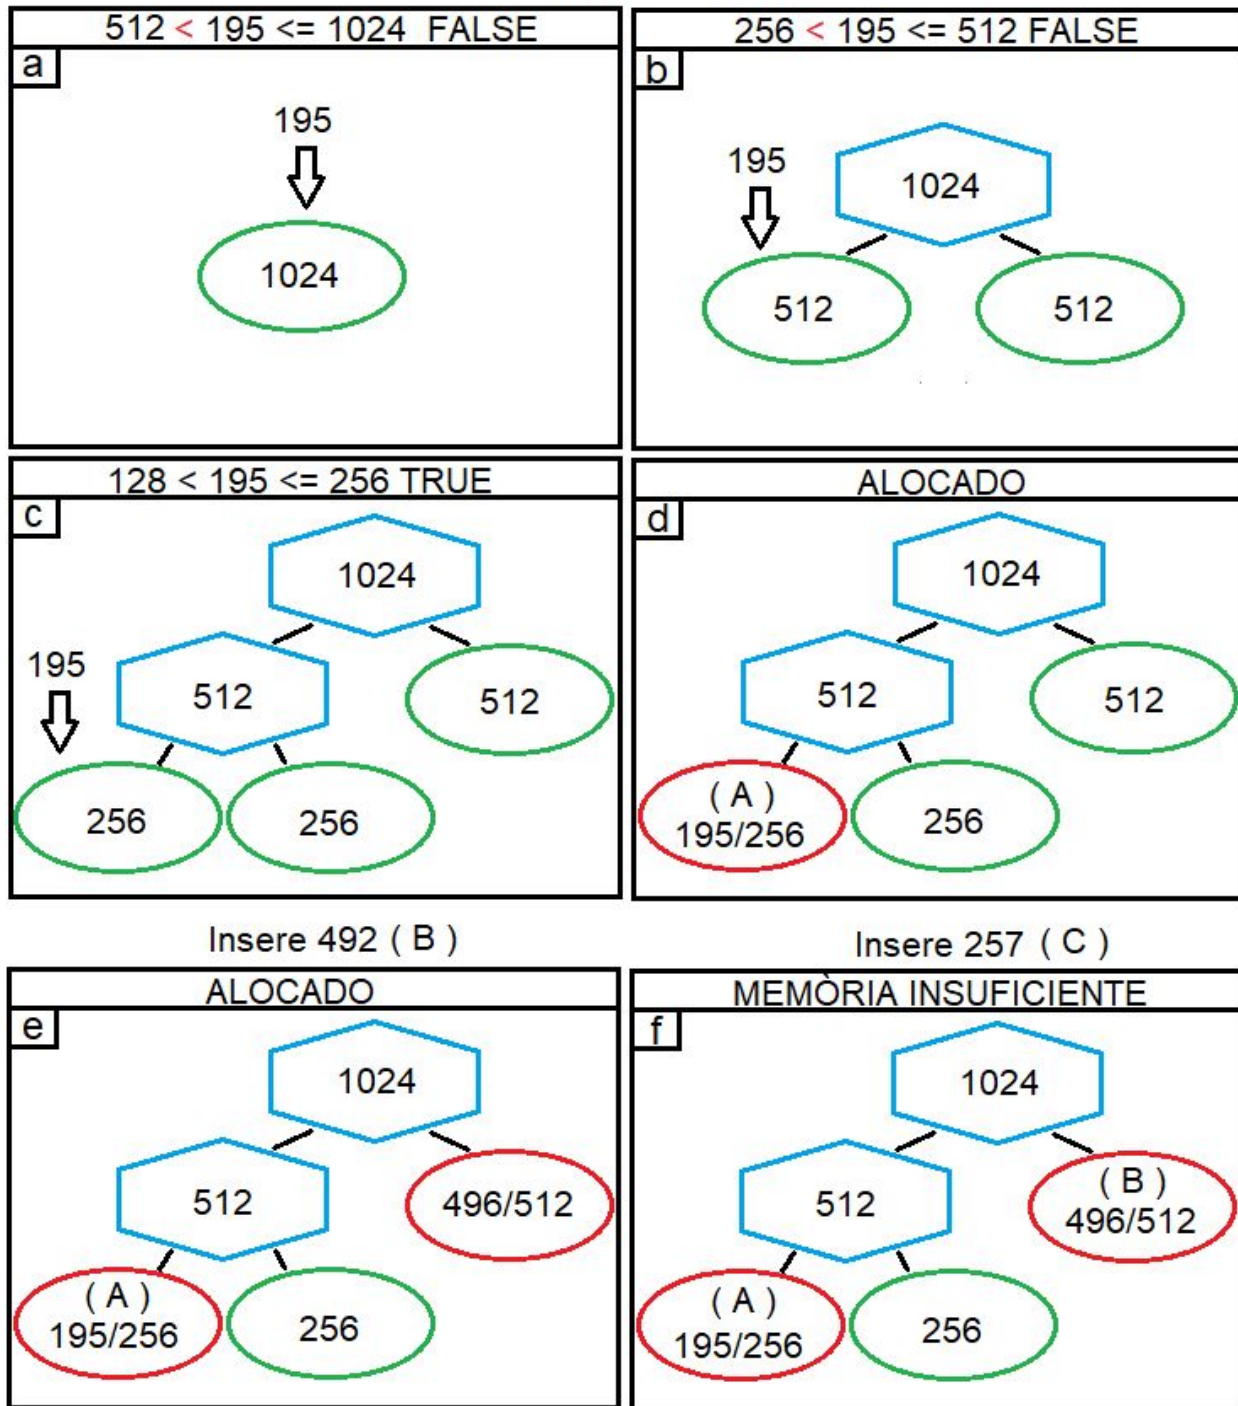 512 < 195 <= 1024 FALSE
a
195
1024
256 < 195 <= 512 FALSE
b
195
1024
512 512
128 < 195 <= 256 TRUE
c
1024
195
512 512
256 256
ALOCADO
d
1024
512 512
( A )
195/256 256
Insere 492 ( B )
ALOCADO
e
1024
512 496/512
( A )
195/256 256
Insere 257 ( C )
MEMÒRIA INSUFICIENTE
f
1024
( B )
512 496/512
( A )
195/256 256